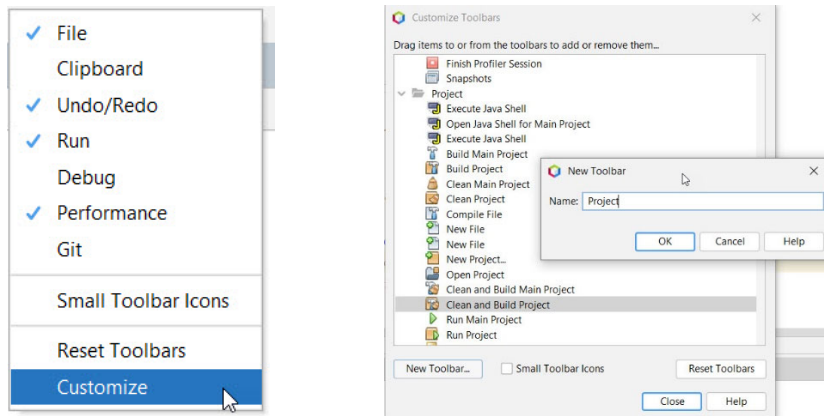 File
Clipboard
Undo/Redo
Run
Debug
Performance
Git
Small Toolbar Icons
Reset Toolbars
Customize
Customize Toolbars
Drag items to or from the toolbars to add or remove them...
Finish Profiler Session
Snapshots
Project
Execute Java Shell
Open Java Shell for Main Project
Execute Java Shell
Build Main Project
Build Project
Clean Main Project
Clean Project
Compile File
New File
New File
New Project...
Open Project
Clean and Build Main Project
Clean and Build Project
Run Main Project
Run Project
New Toolbar...
Small Toolbar Icons
Reset Toolbars
Close
Help
New Toolbar
Name: Project
OK
Cancel
Help